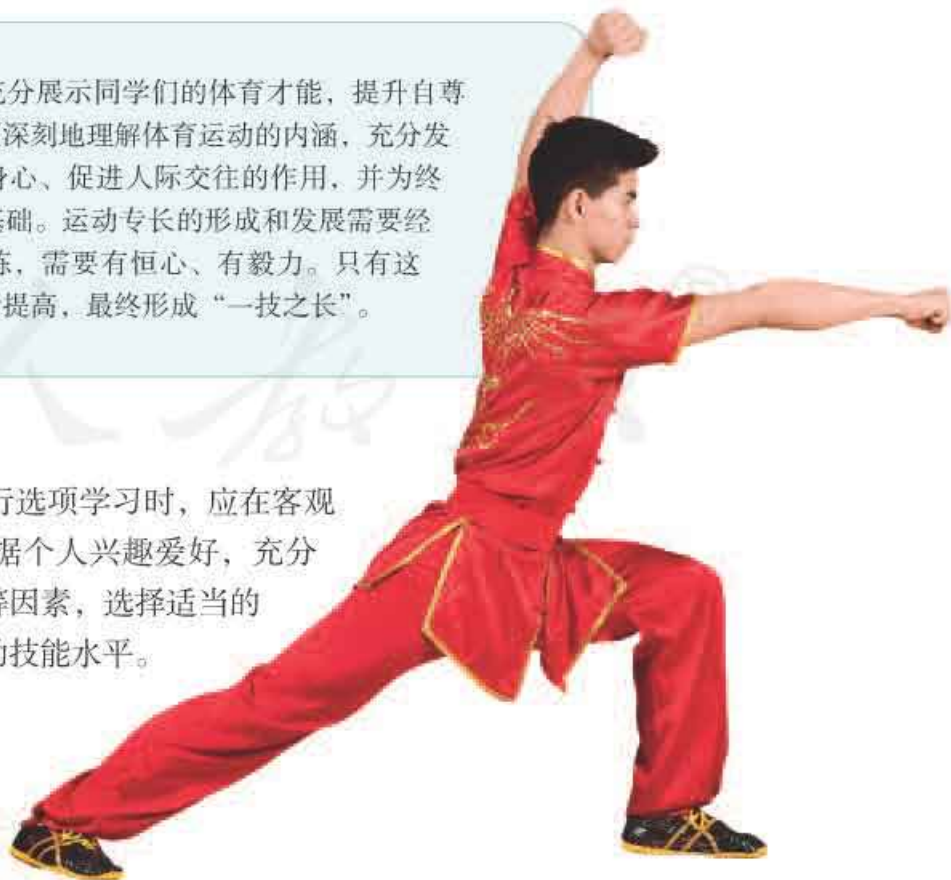 充分展示同学们的体育才能，提升自尊
深刻地理解体育运动的内涵，充分发
身心、促进人际交往的作用，并为终
基础。运动专长的形成和发展需要经
练，需要有恒心、有毅力。只有这
提高，最终形成“一技之长”。
人教
行选项学习时，应在客观
据个人兴趣爱好，充分
等因素，选择适当的
的技能水平。